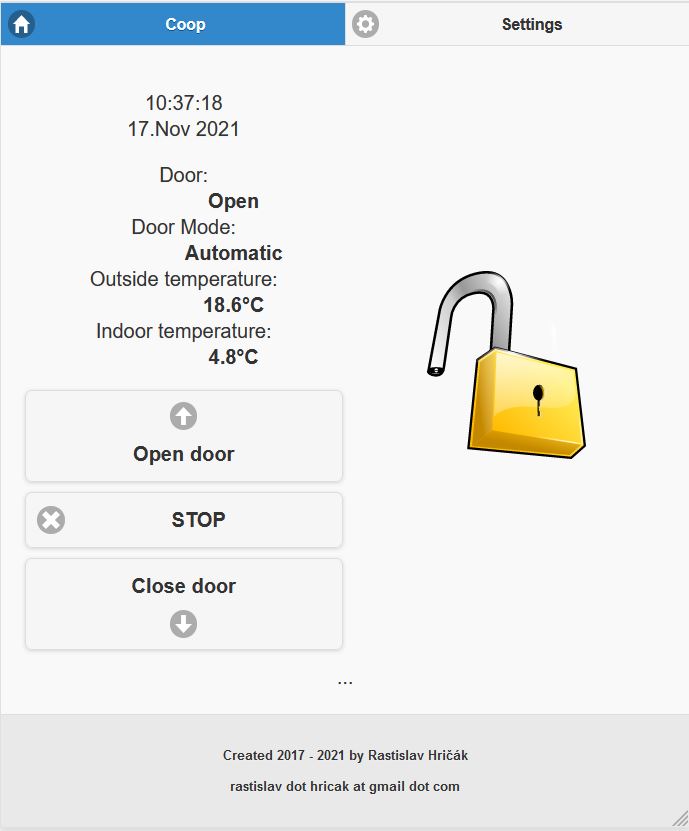 Coop
Settings
10:37:18
17.Nov 2021
Door:
Open
Door Mode:
Automatic
Outside temperature:
18.6°C
Indoor temperature:
4.8°C
Open door
STOP
Close door
...
Created 2017 - 2021 by Rastislav Hričák
rastislav dot hricak at gmail dot com